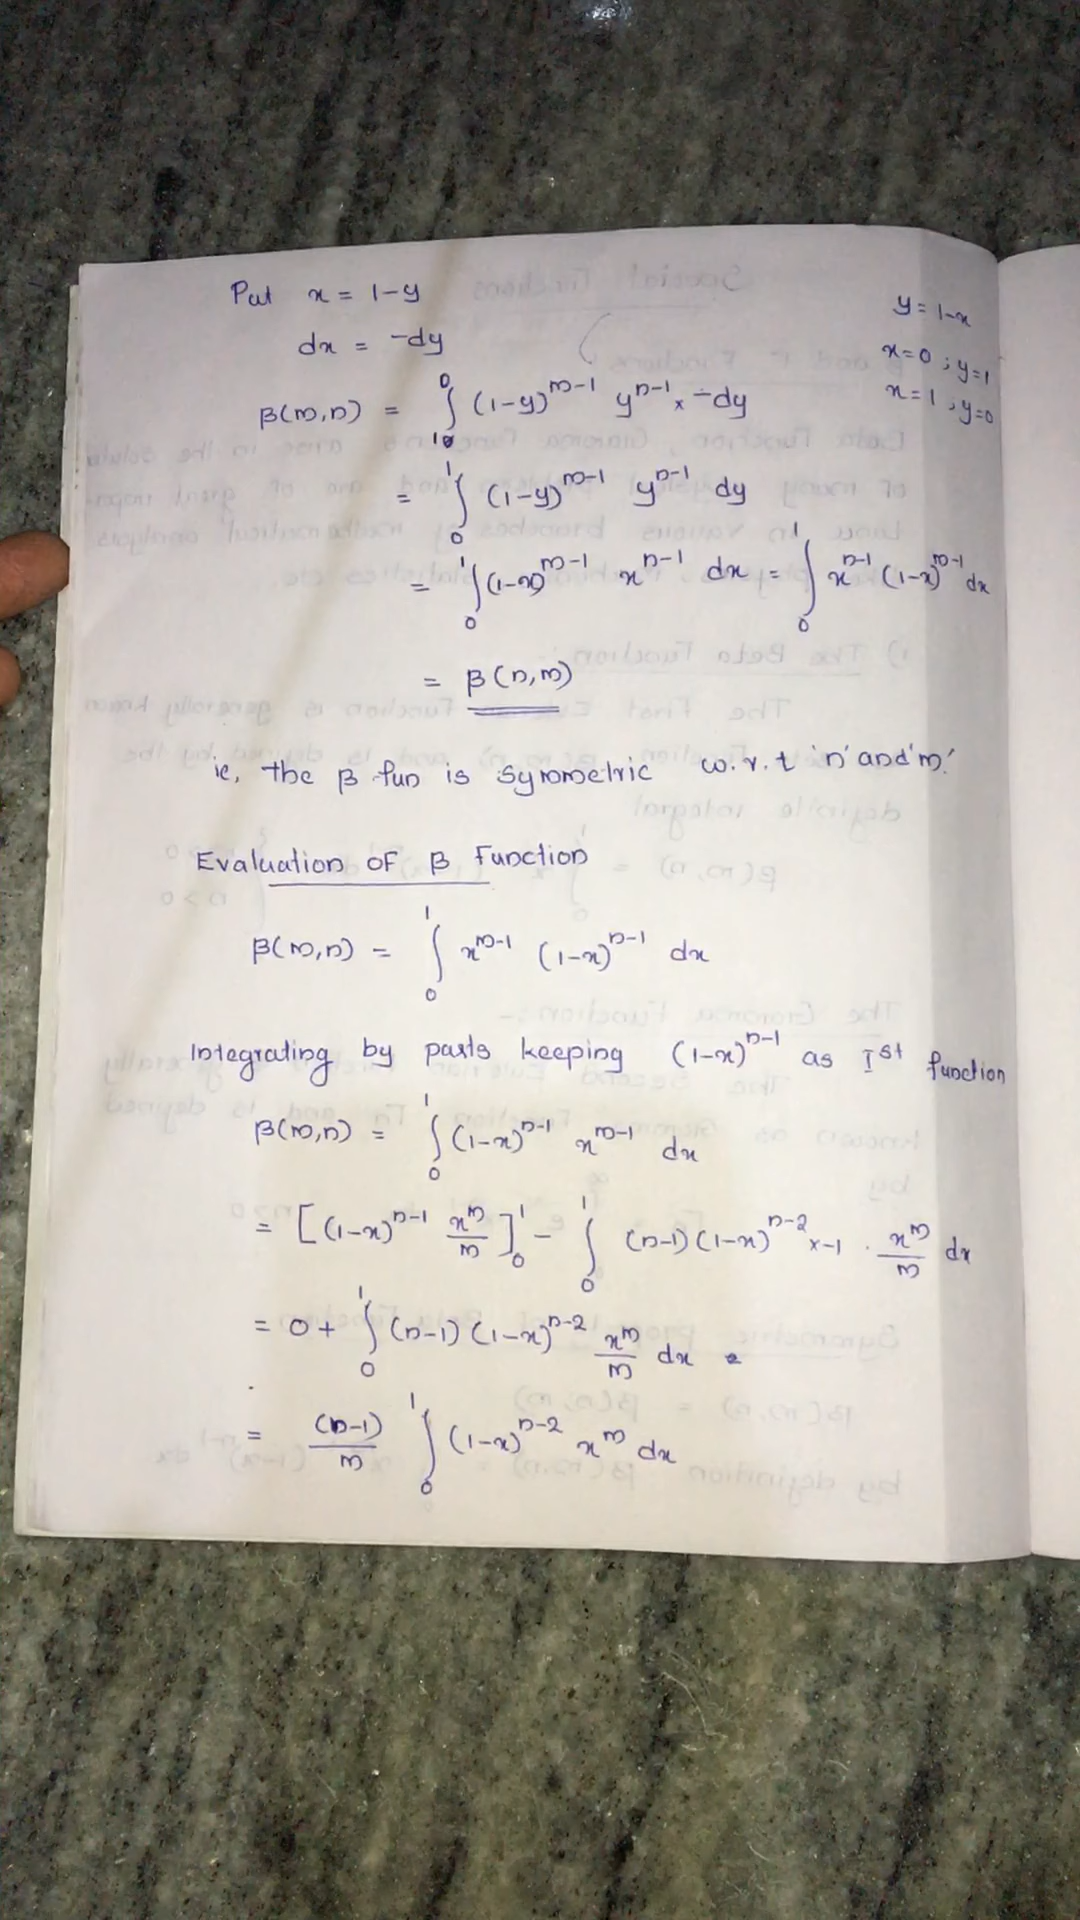 Put x = 1-y
dx = -dy
y = 1-x
x=0 ; y=1
x=1 ; y=0
β(m,n) = ∫₁⁰ (1-y)^(m-1) y^(n-1) × -dy
= ∫₀¹ (1-y)^(m-1) y^(n-1) dy
= ∫₀¹ (1-x)^(m-1) x^(n-1) dx = ∫₀¹ x^(n-1) (1-x)^(m-1) dx
= β(n,m)
ie, the β fun is symmetric w.r.t 'n' and 'm'.
Evaluation OF β Function
β(m,n) = ∫₀¹ x^(m-1) (1-x)^(n-1) dx
Integrating by parts keeping (1-x)^(n-1) as Iˢᵗ function
β(m,n) = ∫₀¹ (1-x)^(n-1) x^(m-1) dx
= [(1-x)^(n-1) x^m/m]₀¹ - ∫₀¹ (n-1)(1-x)^(n-2) × -1 · x^m/m dx
= 0 + ∫₀¹ (n-1)(1-x)^(n-2) x^m/m dx
= (n-1)/m ∫₀¹ (1-x)^(n-2) x^m dx